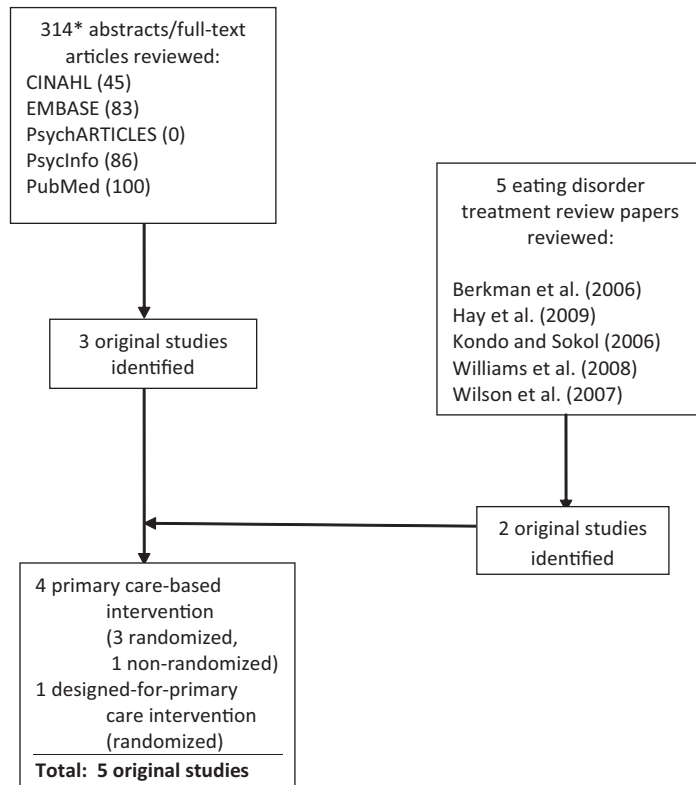 314* abstracts/full-text
articles reviewed:
CINAHL (45)
EMBASE (83)
PsychARTICLES (0)
PsycInfo (86)
PubMed (100)
5 eating disorder
treatment review papers
reviewed:
Berkman et al. (2006)
Hay et al. (2009)
Kondo and Sokol (2006)
Williams et al. (2008)
Wilson et al. (2007)
3 original studies
identified
2 original studies
identified
4 primary care-based
intervention
(3 randomized,
1 non-randomized)
1 designed-for-primary
care intervention
(randomized)
Total: 5 original studies